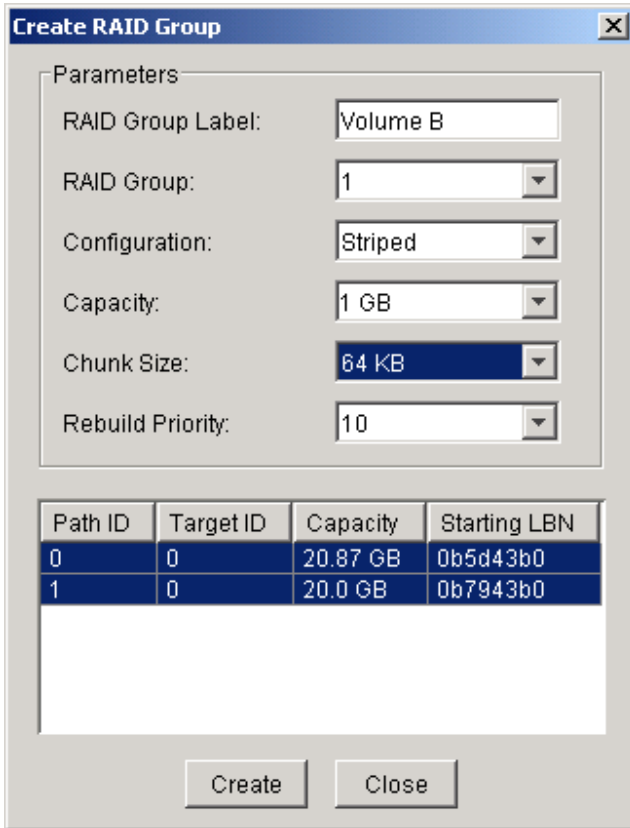 Create RAID Group
Parameters
RAID Group Label: Volume B
RAID Group: 1
Configuration: Striped
Capacity: 1 GB
Chunk Size: 64 KB
Rebuild Priority: 10
Path ID Target ID Capacity Starting LBN
0 0 20.87 GB 0b5d43b0
1 0 20.0 GB 0b7943b0
Create Close